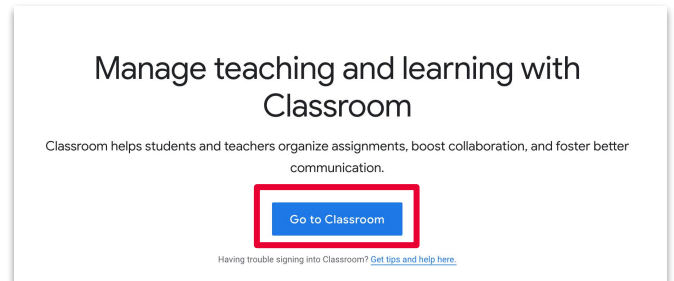 Manage teaching and learning with
Classroom
Classroom helps students and teachers organize assignments, boost collaboration, and foster better
communication.
Go to Classroom
Having trouble signing into Classroom? Get tips and help here.